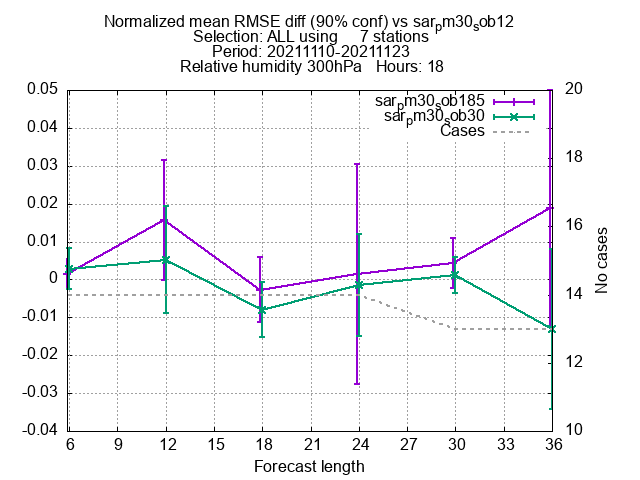 Normalized mean RMSE diff (90% conf) vs sarpm30sob12
Selection: ALL using 7 stations
Period: 20211110-20211123
Relative humidity 300hPa Hours: 18
sarpm30sob185
sarpm30sob30
Cases
0.05
0.04
0.03
0.02
0.01
0
-0.01
-0.02
-0.03
-0.04
20
18
16
14
12
10
No cases
6 9 12 15 18 21 24 27 30 33 36
Forecast length